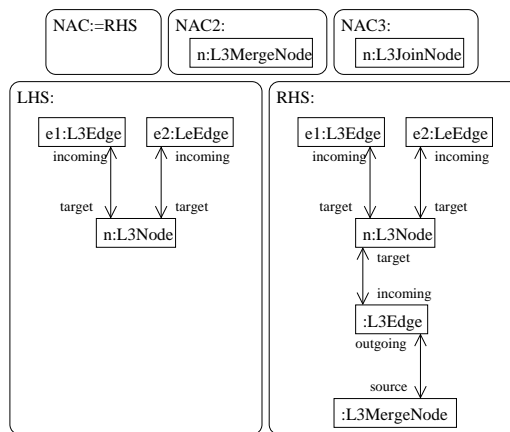 NAC:=RHS
NAC2:
n:L3MergeNode
NAC3:
n:L3JoinNode
LHS:
e1:L3Edge e2:LeEdge
incoming incoming
target target
n:L3Node
RHS:
e1:L3Edge e2:LeEdge
incoming incoming
target target
n:L3Node
target
incoming
:L3Edge
outgoing
source
:L3MergeNode